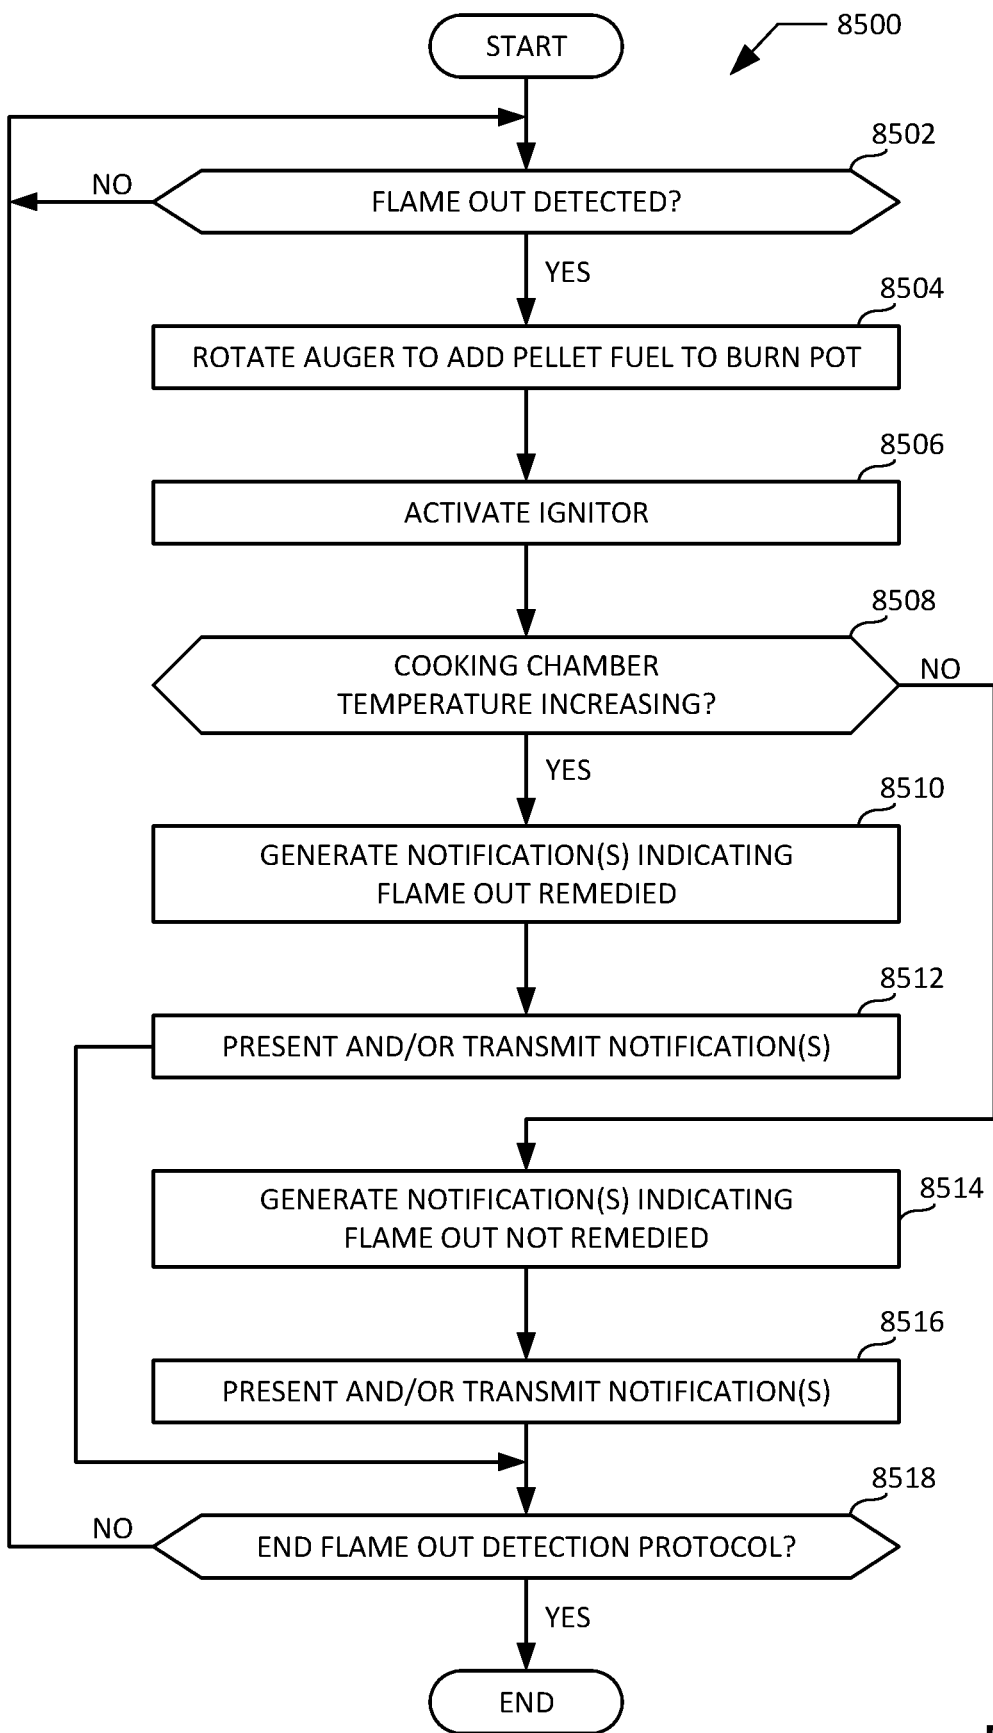 START
8500
8502
NO
FLAME OUT DETECTED?
YES
8504
ROTATE AUGER TO ADD PELLET FUEL TO BURN POT
8506
ACTIVATE IGNITOR
8508
COOKING CHAMBER
TEMPERATURE INCREASING?
NO
YES
8510
GENERATE NOTIFICATION(S) INDICATING
FLAME OUT REMEDIED
8512
PRESENT AND/OR TRANSMIT NOTIFICATION(S)
8514
GENERATE NOTIFICATION(S) INDICATING
FLAME OUT NOT REMEDIED
8516
PRESENT AND/OR TRANSMIT NOTIFICATION(S)
8518
NO
END FLAME OUT DETECTION PROTOCOL?
YES
END